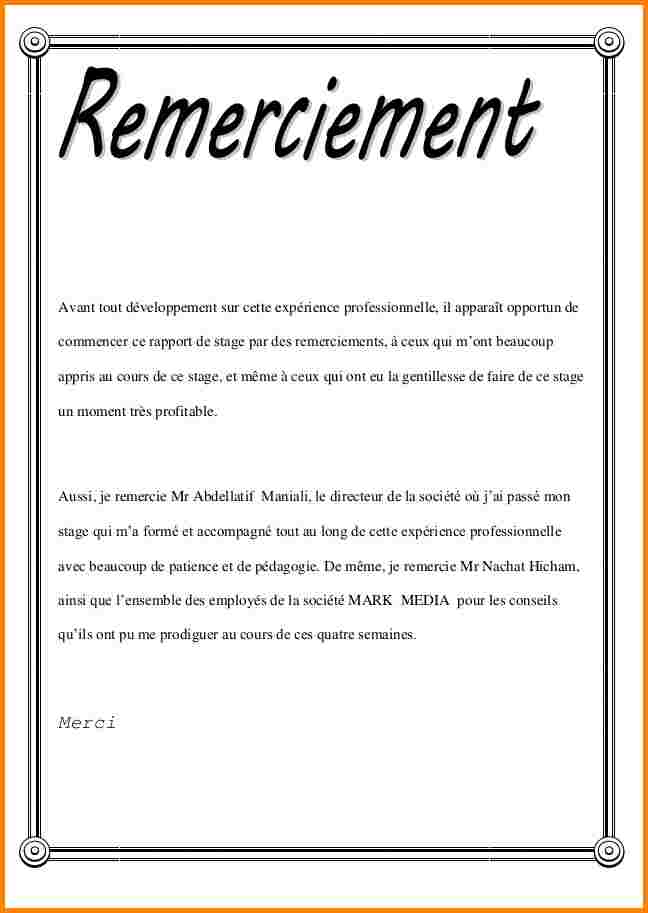 Remerciement
Avant tout développement sur cette expérience professionnelle, il apparaît opportun de
commencer ce rapport de stage par des remerciements, à ceux qui m’ont beaucoup
appris au cours de ce stage, et même à ceux qui ont eu la gentillesse de faire de ce stage
un moment très profitable.
Aussi, je remercie Mr Abdellatif Maniali, le directeur de la société où j’ai passé mon
stage qui m’a formé et accompagné tout au long de cette expérience professionnelle
avec beaucoup de patience et de pédagogie. De même, je remercie Mr Nachat Hicham,
ainsi que l’ensemble des employés de la société MARK MEDIA pour les conseils
qu’ils ont pu me prodiguer au cours de ces quatre semaines.
Merci